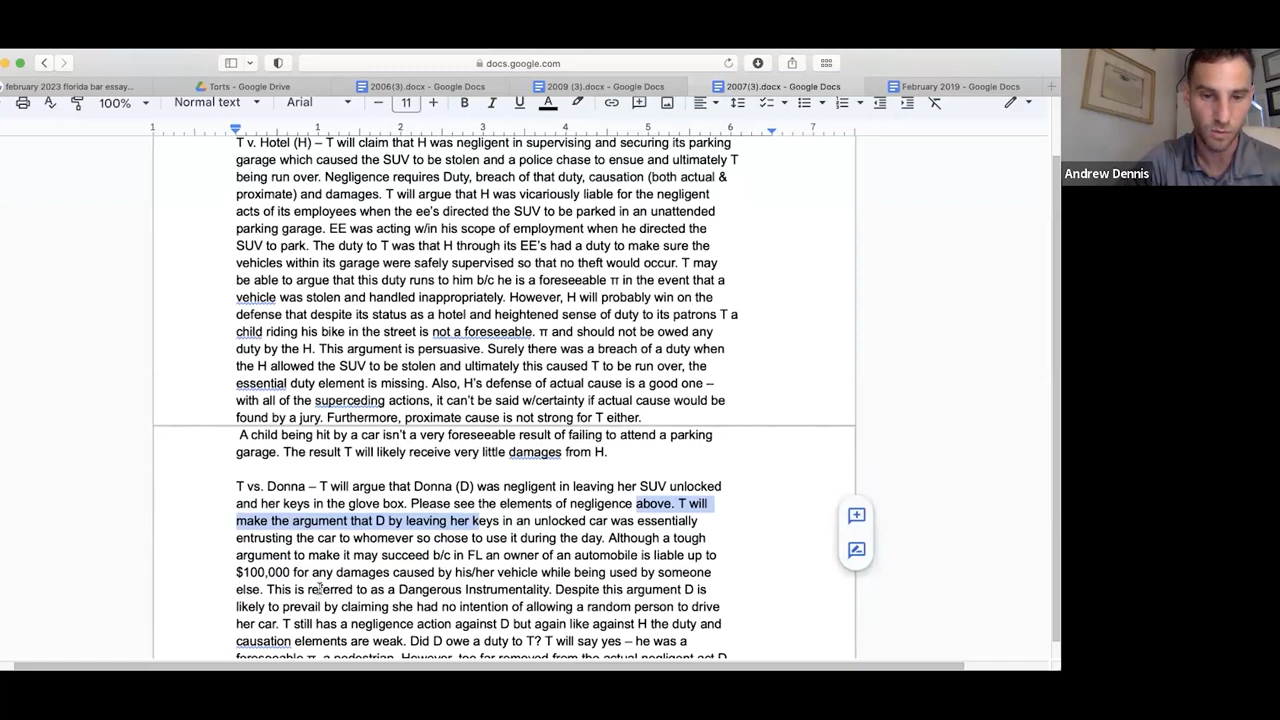 docs.google.com
february 2023 florida bar essay...
Torts - Google Drive
2006(3).docx - Google Docs
2009 (3).docx - Google Docs
2007(3).docx - Google Docs
February 2019 - Google Docs
100%
Normal text
Arial
11
B I U A
1 1 2 3 4 5 6 7
Andrew Dennis
T v. Hotel (H) – T will claim that H was negligent in supervising and securing its parking
garage which caused the SUV to be stolen and a police chase to ensue and ultimately T
being run over. Negligence requires Duty, breach of that duty, causation (both actual &
proximate) and damages. T will argue that H was vicariously liable for the negligent
acts of its employees when the ee's directed the SUV to be parked in an unattended
parking garage. EE was acting w/in his scope of employment when he directed the
SUV to park. The duty to T was that H through its EE's had a duty to make sure the
vehicles within its garage were safely supervised so that no theft would occur. T may
be able to argue that this duty runs to him b/c he is a foreseeable π in the event that a
vehicle was stolen and handled inappropriately. However, H will probably win on the
defense that despite its status as a hotel and heightened sense of duty to its patrons T a
child riding his bike in the street is not a foreseeable. π and should not be owed any
duty by the H. This argument is persuasive. Surely there was a breach of a duty when
the H allowed the SUV to be stolen and ultimately this caused T to be run over, the
essential duty element is missing. Also, H's defense of actual cause is a good one –
with all of the superceding actions, it can't be said w/certainty if actual cause would be
found by a jury. Furthermore, proximate cause is not strong for T either.
A child being hit by a car isn't a very foreseeable result of failing to attend a parking
garage. The result T will likely receive very little damages from H.
T vs. Donna – T will argue that Donna (D) was negligent in leaving her SUV unlocked
and her keys in the glove box. Please see the elements of negligence above. T will
make the argument that D by leaving her keys in an unlocked car was essentially
entrusting the car to whomever so chose to use it during the day. Although a tough
argument to make it may succeed b/c in FL an owner of an automobile is liable up to
$100,000 for any damages caused by his/her vehicle while being used by someone
else. This is referred to as a Dangerous Instrumentality. Despite this argument D is
likely to prevail by claiming she had no intention of allowing a random person to drive
her car. T still has a negligence action against D but again like against H the duty and
causation elements are weak. Did D owe a duty to T? T will say yes – he was a
foreseeable π, a pedestrian. However, too far removed from the actual negligent act D